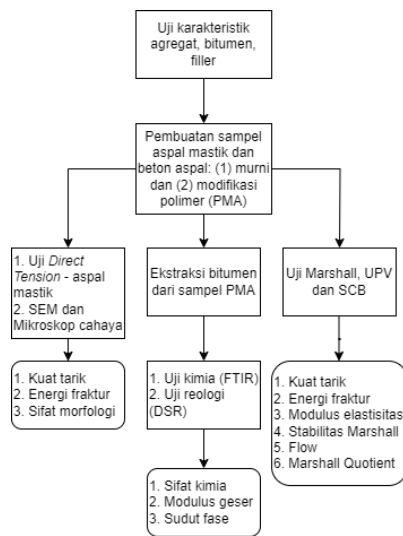 Uji karakteristik
agregat, bitumen,
filler
Pembuatan sampel
aspal mastik dan
beton aspal: (1) murni
dan (2) modifikasi
polimer (PMA)
1. Uji Direct
Tension - aspal
mastik
2. SEM dan
Mikroskop cahaya
Ekstraksi bitumen
dari sampel PMA
Uji Marshall, UPV
dan SCB
1. Kuat tarik
2. Energi fraktur
3. Sifat morfologi
1. Uji kimia (FTIR)
2. Uji reologi
(DSR)
1. Kuat tarik
2. Energi fraktur
3. Modulus elastisitas
4. Stabilitas Marshall
5. Flow
6. Marshall Quotient
1. Sifat kimia
2. Modulus geser
3. Sudut fase